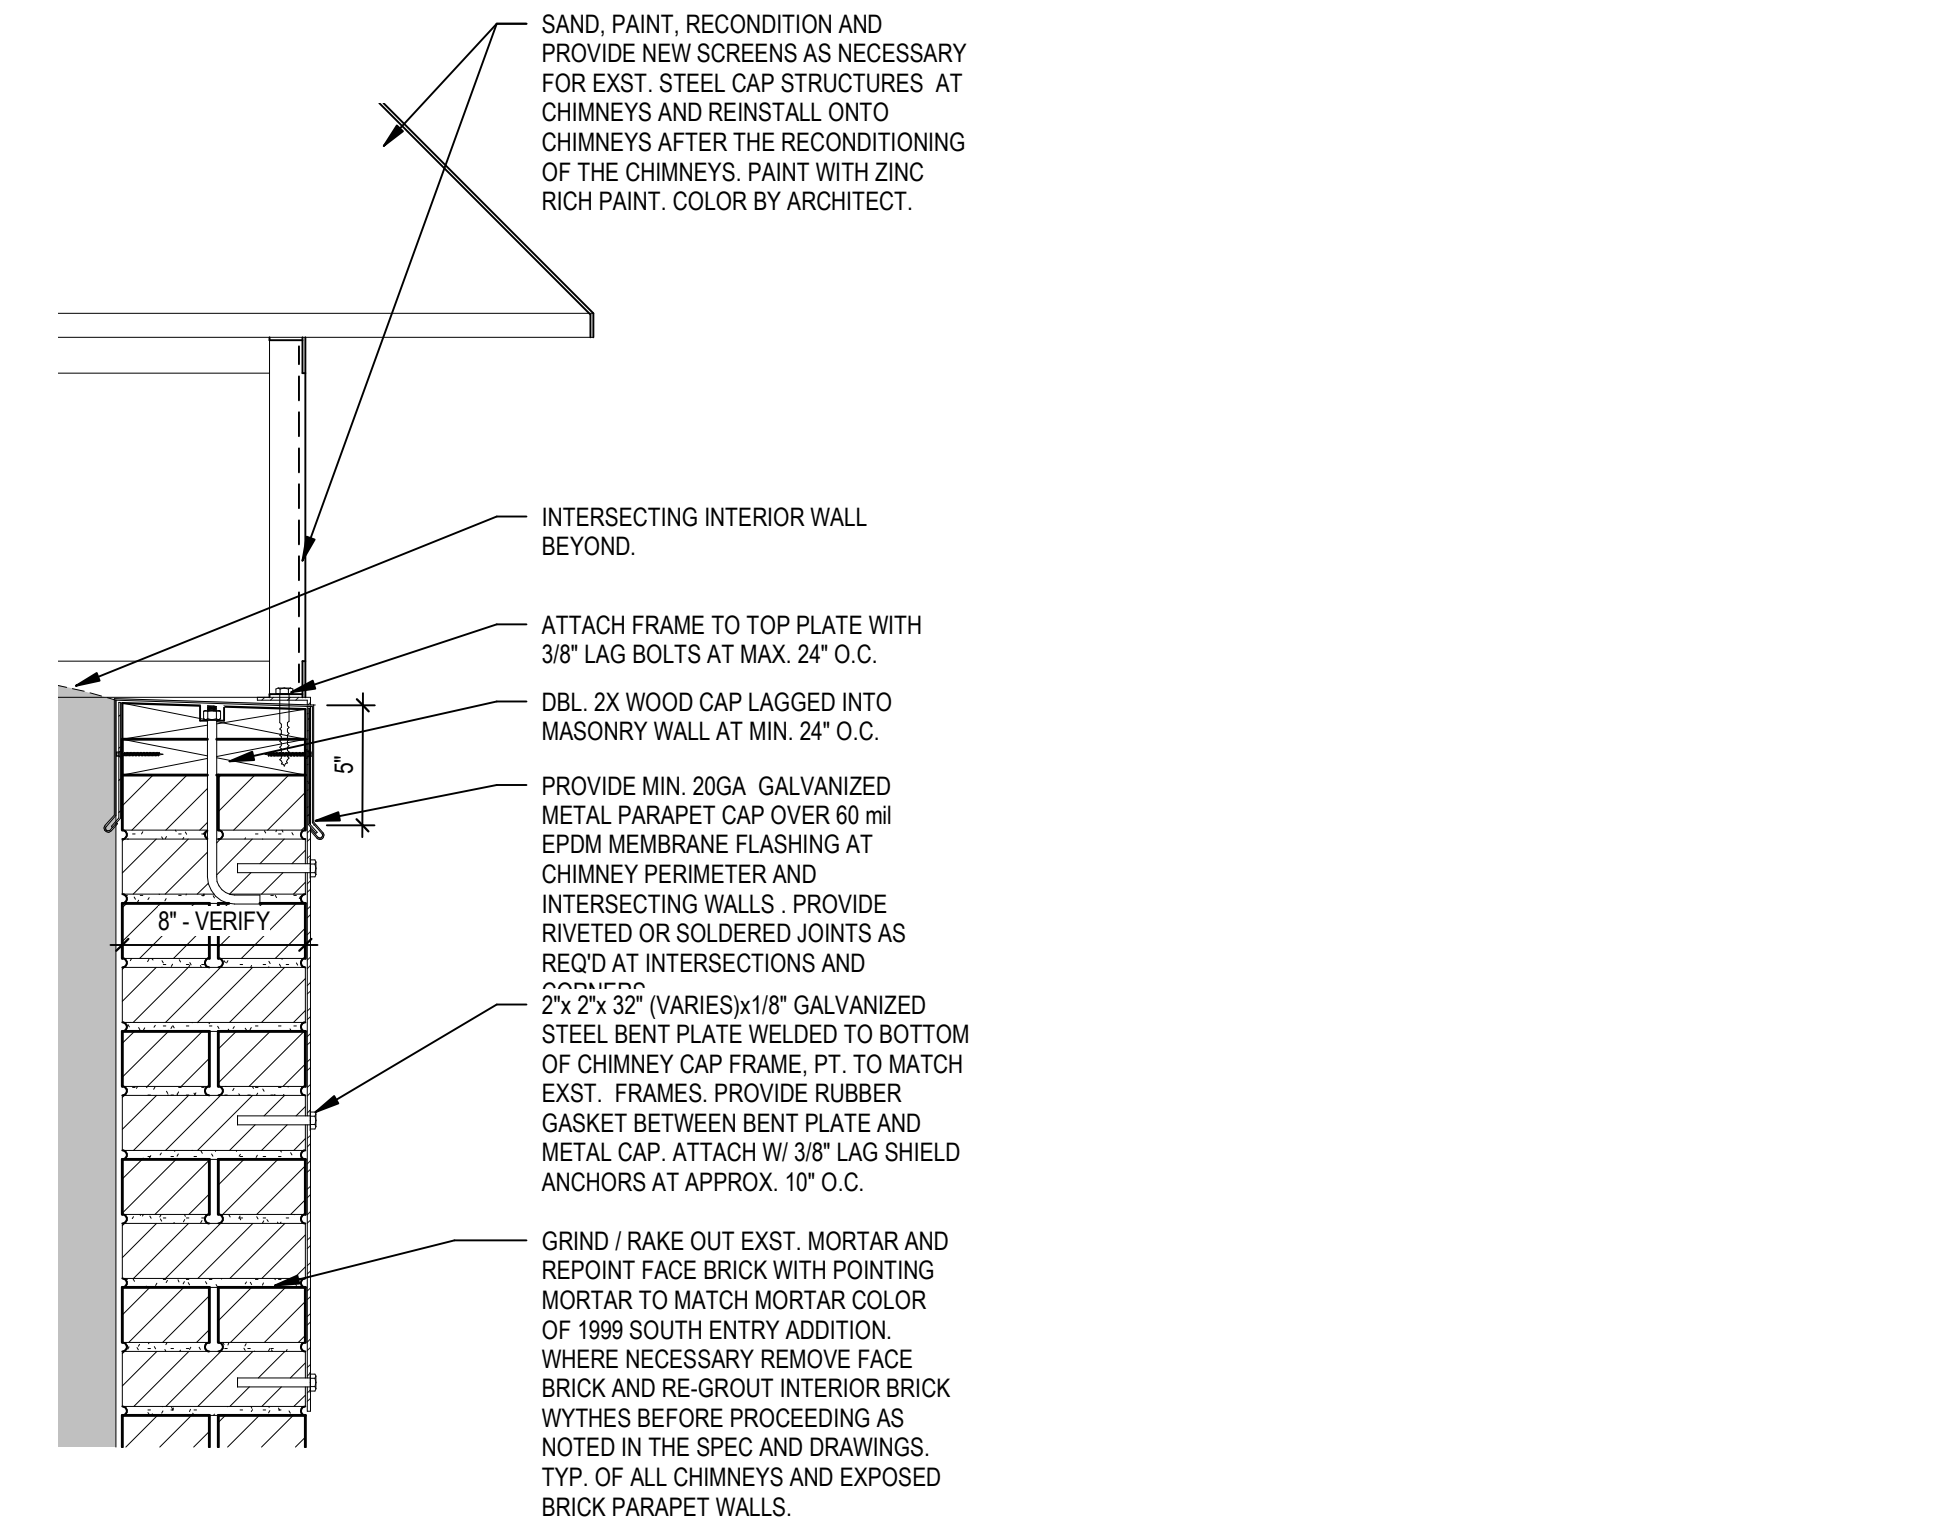 SAND, PAINT, RECONDITION AND
PROVIDE NEW SCREENS AS NECESSARY
FOR EXST. STEEL CAP STRUCTURES AT
CHIMNEYS AND REINSTALL ONTO
CHIMNEYS AFTER THE RECONDITIONING
OF THE CHIMNEYS. PAINT WITH ZINC
RICH PAINT. COLOR BY ARCHITECT.
INTERSECTING INTERIOR WALL
BEYOND.
ATTACH FRAME TO TOP PLATE WITH
3/8" LAG BOLTS AT MAX. 24" O.C.
DBL. 2X WOOD CAP LAGGED INTO
MASONRY WALL AT MIN. 24" O.C.
5"
PROVIDE MIN. 20GA GALVANIZED
METAL PARAPET CAP OVER 60 mil
EPDM MEMBRANE FLASHING AT
CHIMNEY PERIMETER AND
INTERSECTING WALLS . PROVIDE
RIVETED OR SOLDERED JOINTS AS
REQ'D AT INTERSECTIONS AND
CORNERS
8" - VERIFY
2"x 2"x 32" (VARIES)x1/8" GALVANIZED
STEEL BENT PLATE WELDED TO BOTTOM
OF CHIMNEY CAP FRAME, PT. TO MATCH
EXST. FRAMES. PROVIDE RUBBER
GASKET BETWEEN BENT PLATE AND
METAL CAP. ATTACH W/ 3/8" LAG SHIELD
ANCHORS AT APPROX. 10" O.C.
GRIND / RAKE OUT EXST. MORTAR AND
REPOINT FACE BRICK WITH POINTING
MORTAR TO MATCH MORTAR COLOR
OF 1999 SOUTH ENTRY ADDITION.
WHERE NECESSARY REMOVE FACE
BRICK AND RE-GROUT INTERIOR BRICK
WYTHES BEFORE PROCEEDING AS
NOTED IN THE SPEC AND DRAWINGS.
TYP. OF ALL CHIMNEYS AND EXPOSED
BRICK PARAPET WALLS.